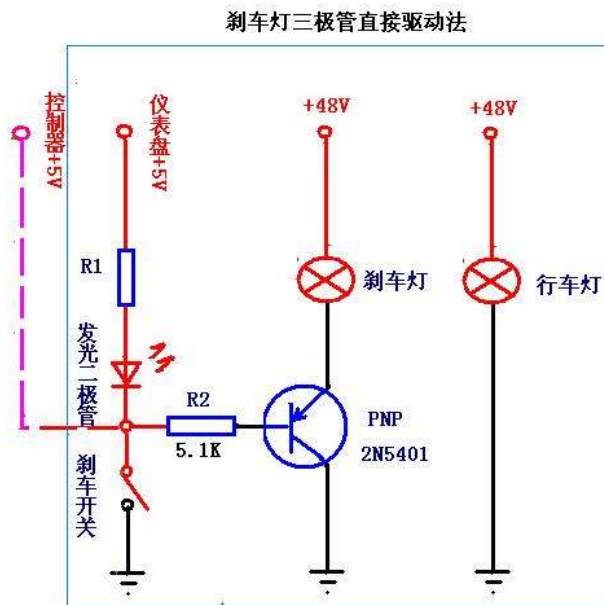 刹车灯三极管直接驱动法
控制器+5V
仪表盘+5V
+48V
+48V
R1
刹车灯
行车灯
发光二极管
R2
5.1K
PNP
2N5401
刹车开关